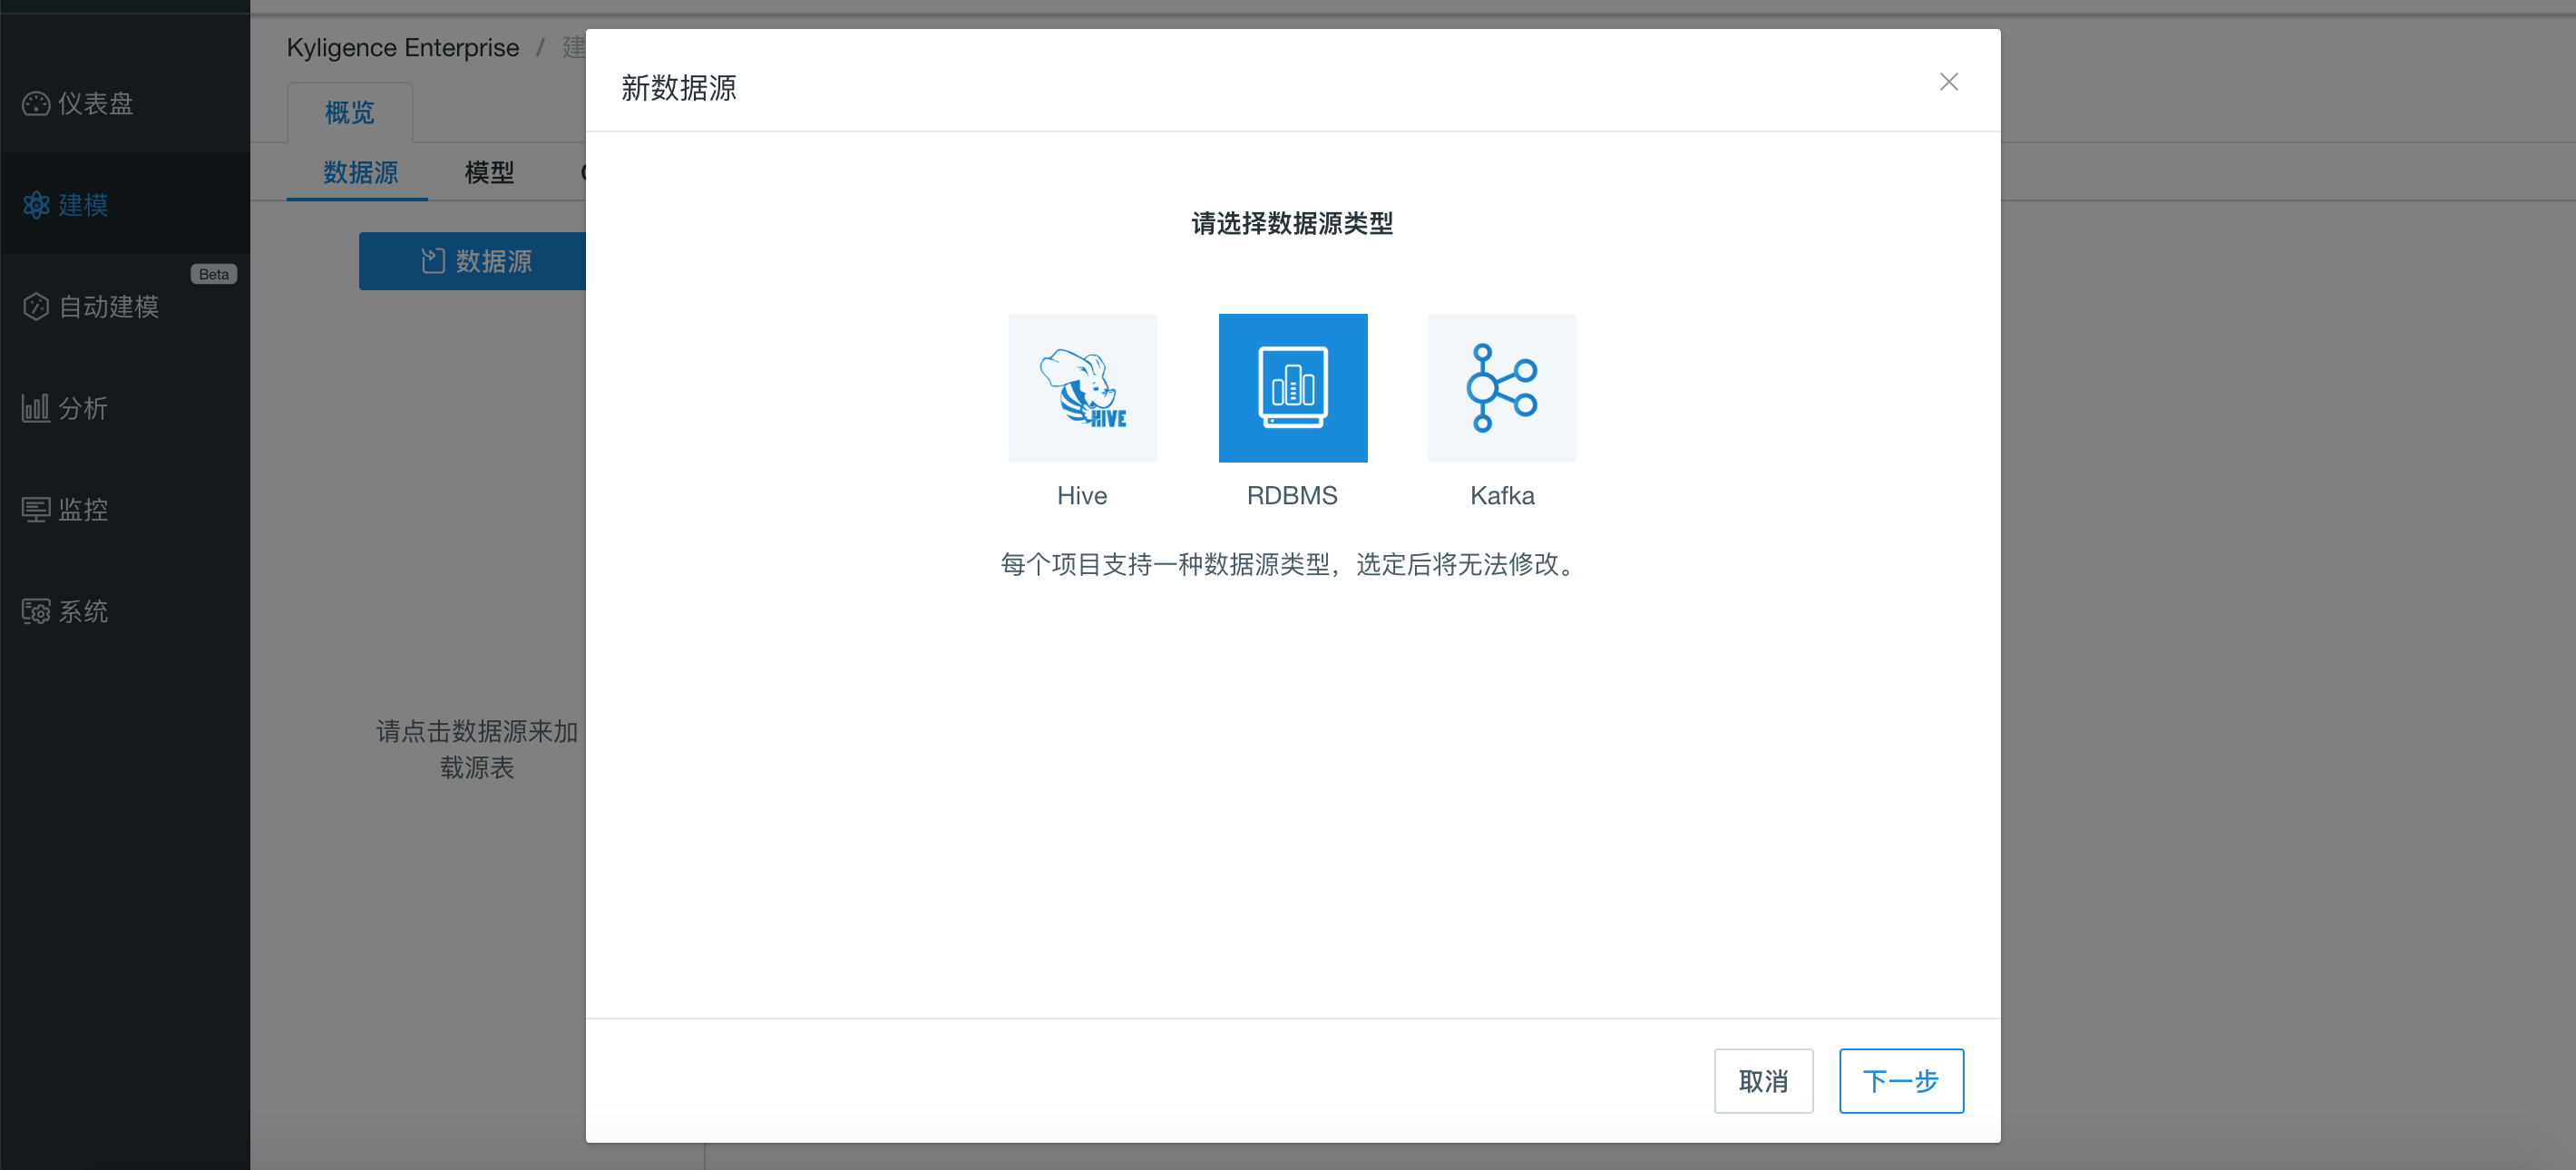 仪表盘
建模
Beta
自动建模
分析
监控
系统
Kyligence Enterprise / 建
概览
数据源 模型
数据源
请点击数据源来加
载源表
新数据源
请选择数据源类型
HIVE
Hive RDBMS Kafka
每个项目支持一种数据源类型，选定后将无法修改。
取消 下一步